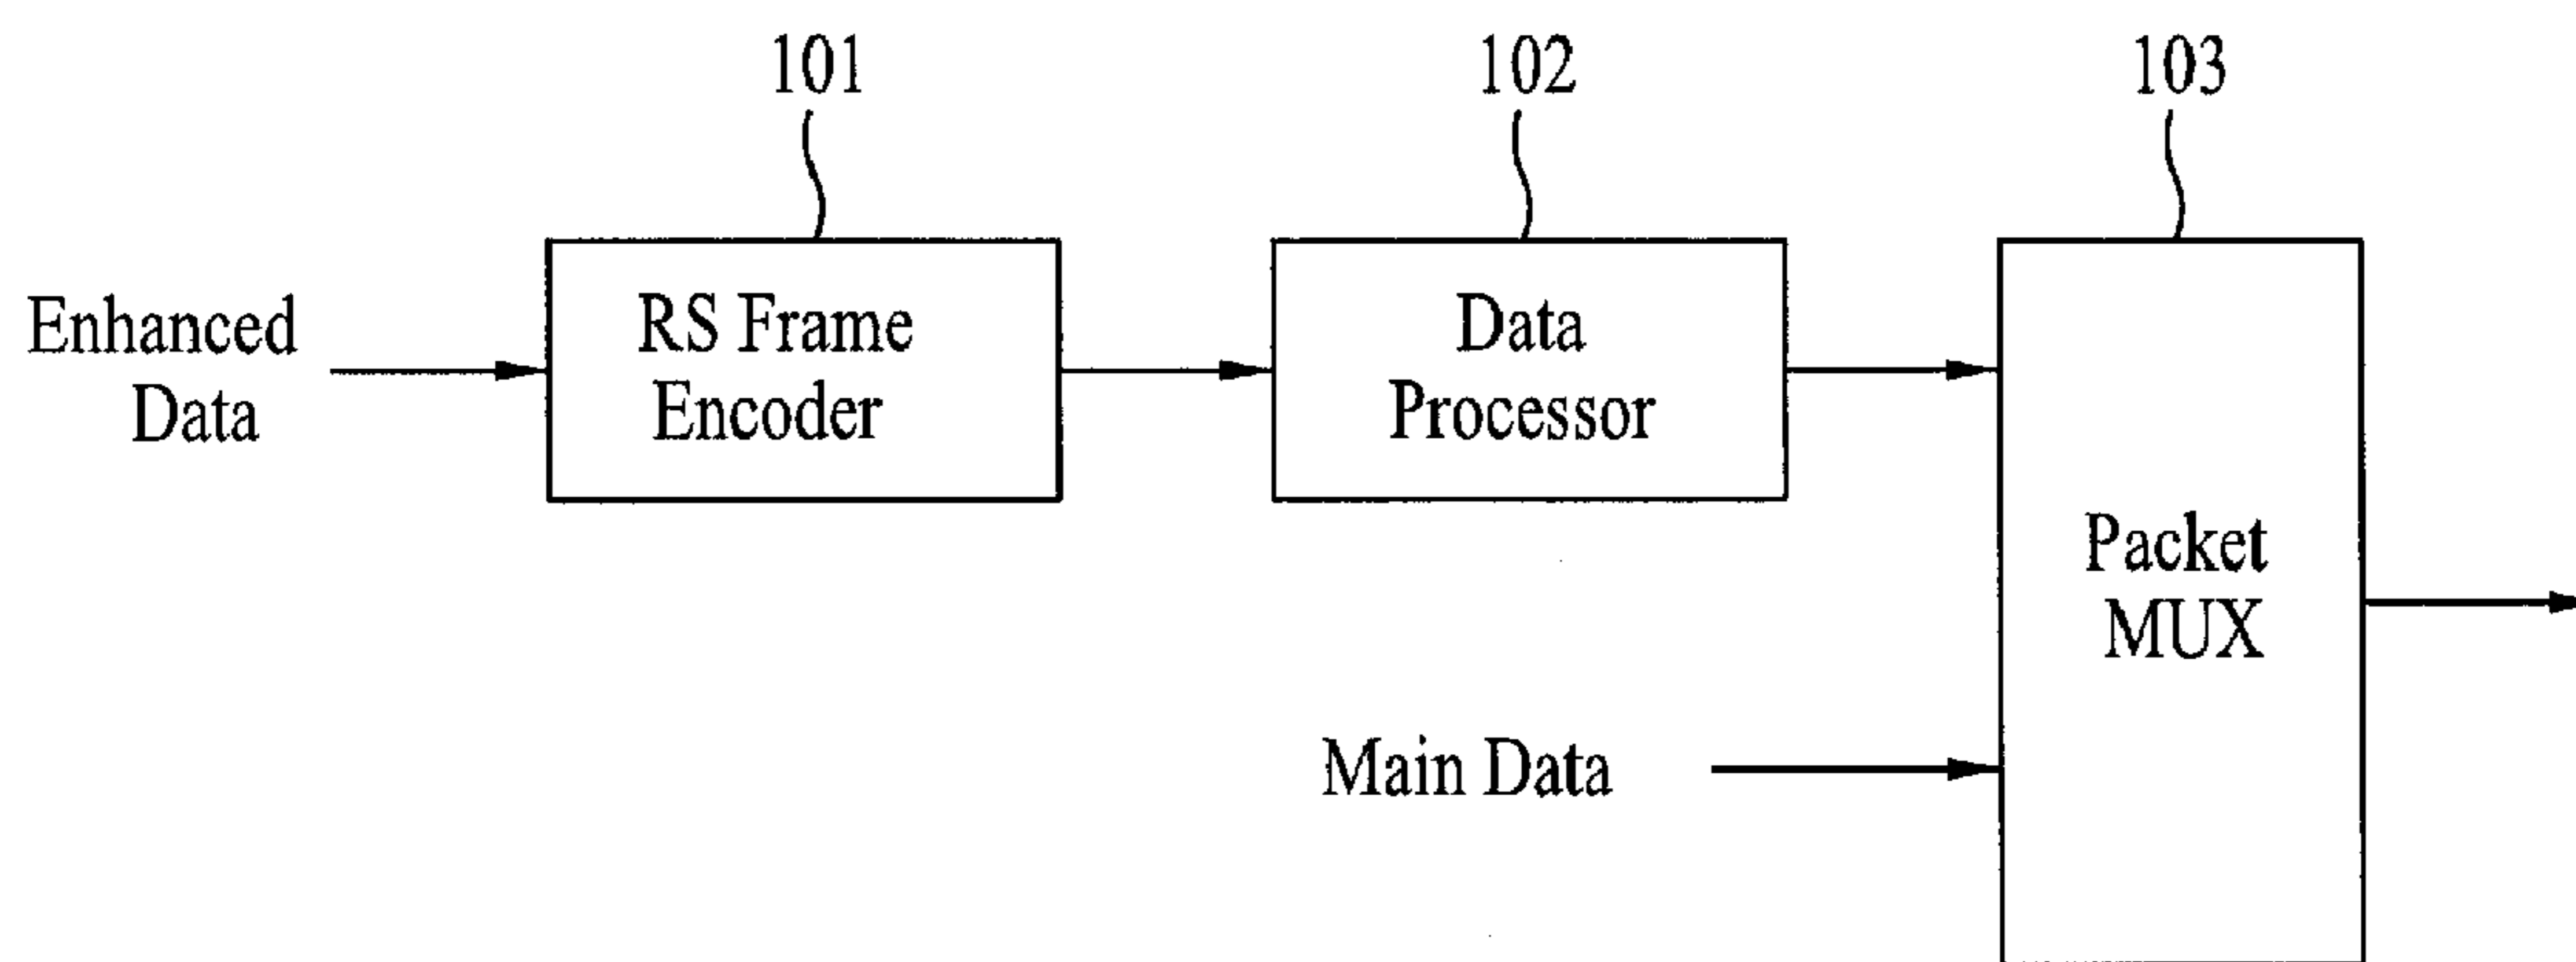 101
102
103
Enhanced
Data
RS Frame
Encoder
Data
Processor
Packet
MUX
Main Data